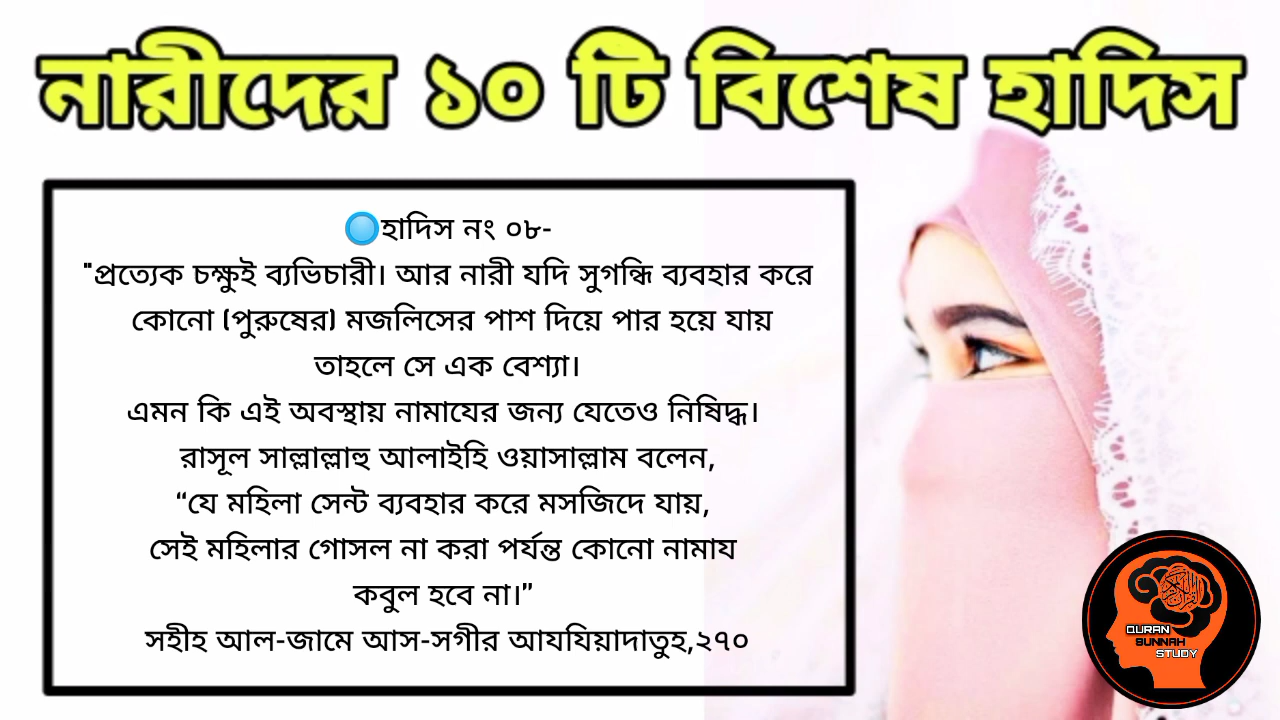 নারীদের ১০ টি বিশেষ হাদিস
🔵হাদিস নং ০৮-
"প্রত্যেক চক্ষুই ব্যভিচারী। আর নারী যদি সুগন্ধি ব্যবহার করে
কোনো (পুরুষের) মজলিসের পাশ দিয়ে পার হয়ে যায়
তাহলে সে এক বেশ্যা।
এমন কি এই অবস্থায় নামাযের জন্য যেতেও নিষিদ্ধ।
রাসূল সাল্লাল্লাহু আলাইহি ওয়াসাল্লাম বলেন,
“যে মহিলা সেন্ট ব্যবহার করে মসজিদে যায়,
সেই মহিলার গোসল না করা পর্যন্ত কোনো নামায
কবুল হবে না।”
সহীহ আল-জামে আস-সগীর আযযিয়াদাতুহ,২৭০
QURAN
SUNNAH
STUDY